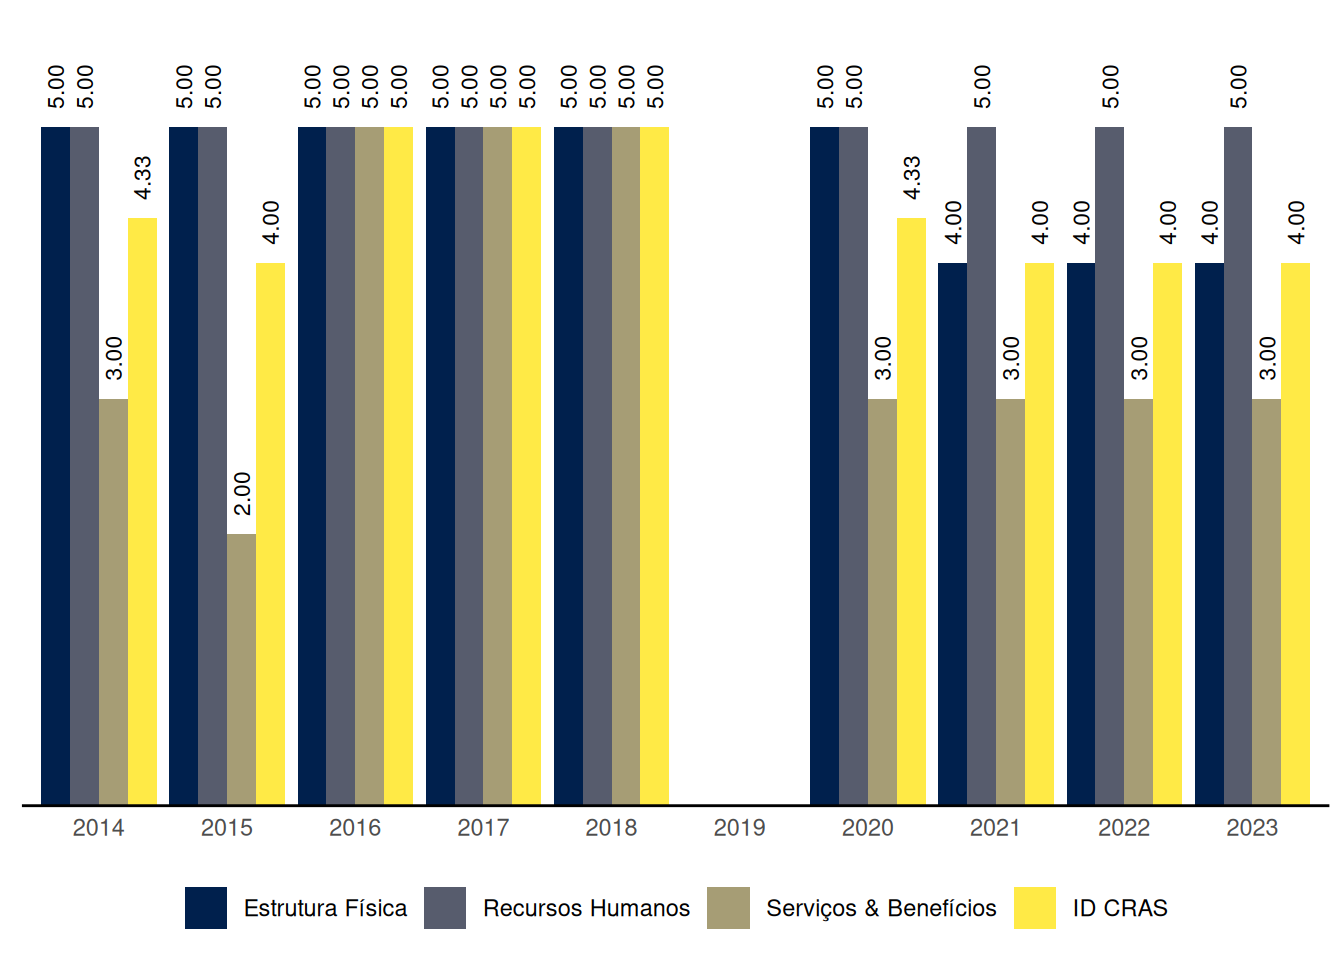 5.00 5.00 3.00 4.33 5.00 5.00 2.00 4.00 5.00 5.00 5.00 5.00 5.00 5.00 5.00 5.00 5.00 5.00 5.00 5.00 5.00 5.00 3.00 4.33 4.00 5.00 3.00 4.00 4.00 5.00 3.00 4.00 4.00 5.00 3.00 4.00
2014 2015 2016 2017 2018 2019 2020 2021 2022 2023
Estrutura Física Recursos Humanos Serviços & Benefícios ID CRAS